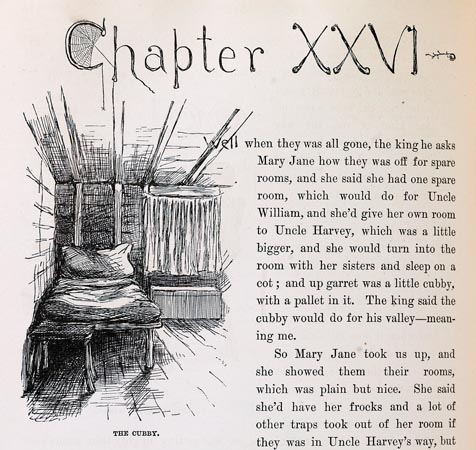 Chapter XXVI
Well when they was all gone, the king he asks
Mary Jane how they was off for spare
rooms, and she said she had one spare
room, which would do for Uncle
William, and she'd give her own room
to Uncle Harvey, which was a little
bigger, and she would turn into the
room with her sisters and sleep on a
cot; and up garret was a little cubby,
with a pallet in it. The king said the
cubby would do for his valley—mean-
ing me.
So Mary Jane took us up, and
she showed them their rooms,
which was plain but nice. She said
she'd have her frocks and a lot of
other traps took out of her room if
they was in Uncle Harvey's way, but
THE CUBBY.